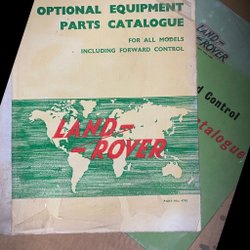 OPTIONAL EQUIPMENT
PARTS CATALOGUE
FOR ALL MODELS
INCLUDING FORWARD CONTROL
LAND-
-ROVER
LAND-
-ROVER
d Control
atalogue